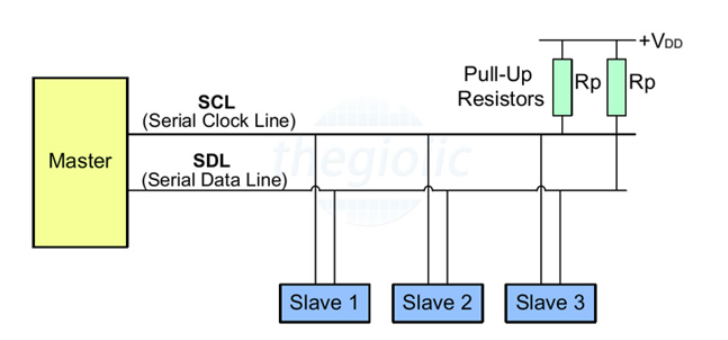 +VDD
Pull-Up
Resistors
Rp
Rp
SCL
(Serial Clock Line)
Master
SDL
(Serial Data Line)
thegioiic
Slave 1
Slave 2
Slave 3